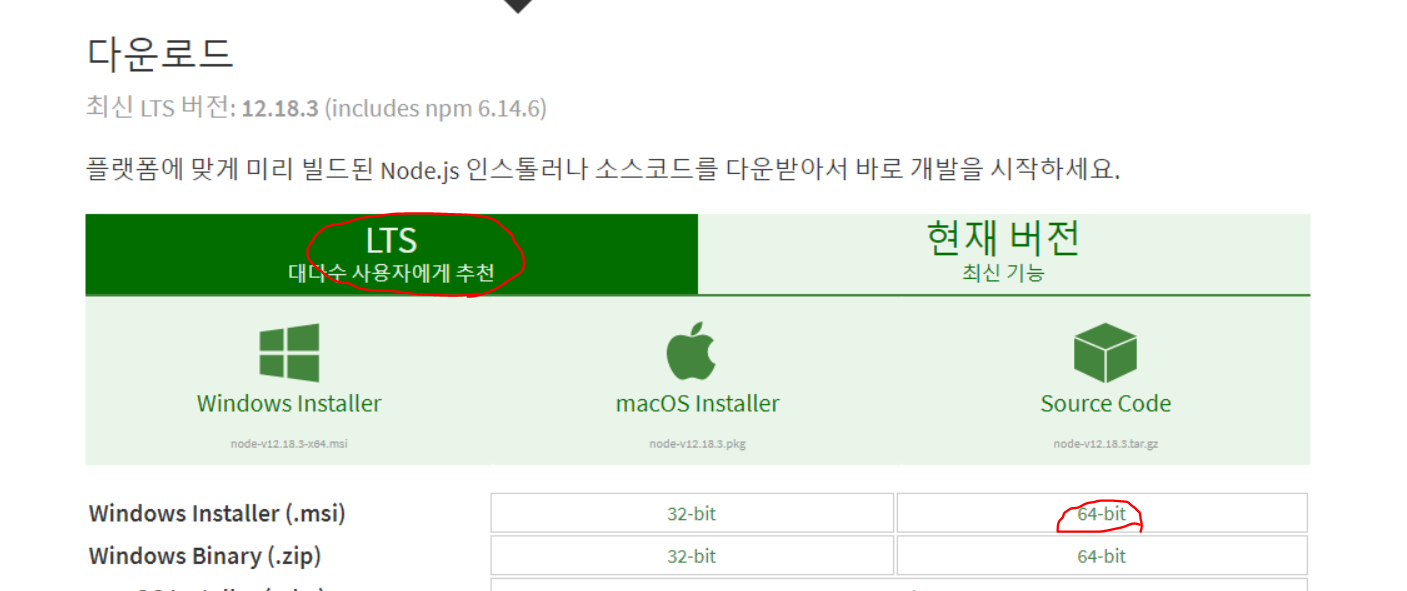 다운로드
최신 LTS 버전: 12.18.3 (includes npm 6.14.6)
플랫폼에 맞게 미리 빌드된 Node.js 인스톨러나 소스코드를 다운받아서 바로 개발을 시작하세요.
LTS
대다수 사용자에게 추천
현재 버전
최신 기능
Windows Installer
node-v12.18.3-x64.msi
macOS Installer
node-v12.18.3.pkg
Source Code
node-v12.18.3.tar.gz
Windows Installer (.msi) 32-bit 64-bit
Windows Binary (.zip) 32-bit 64-bit